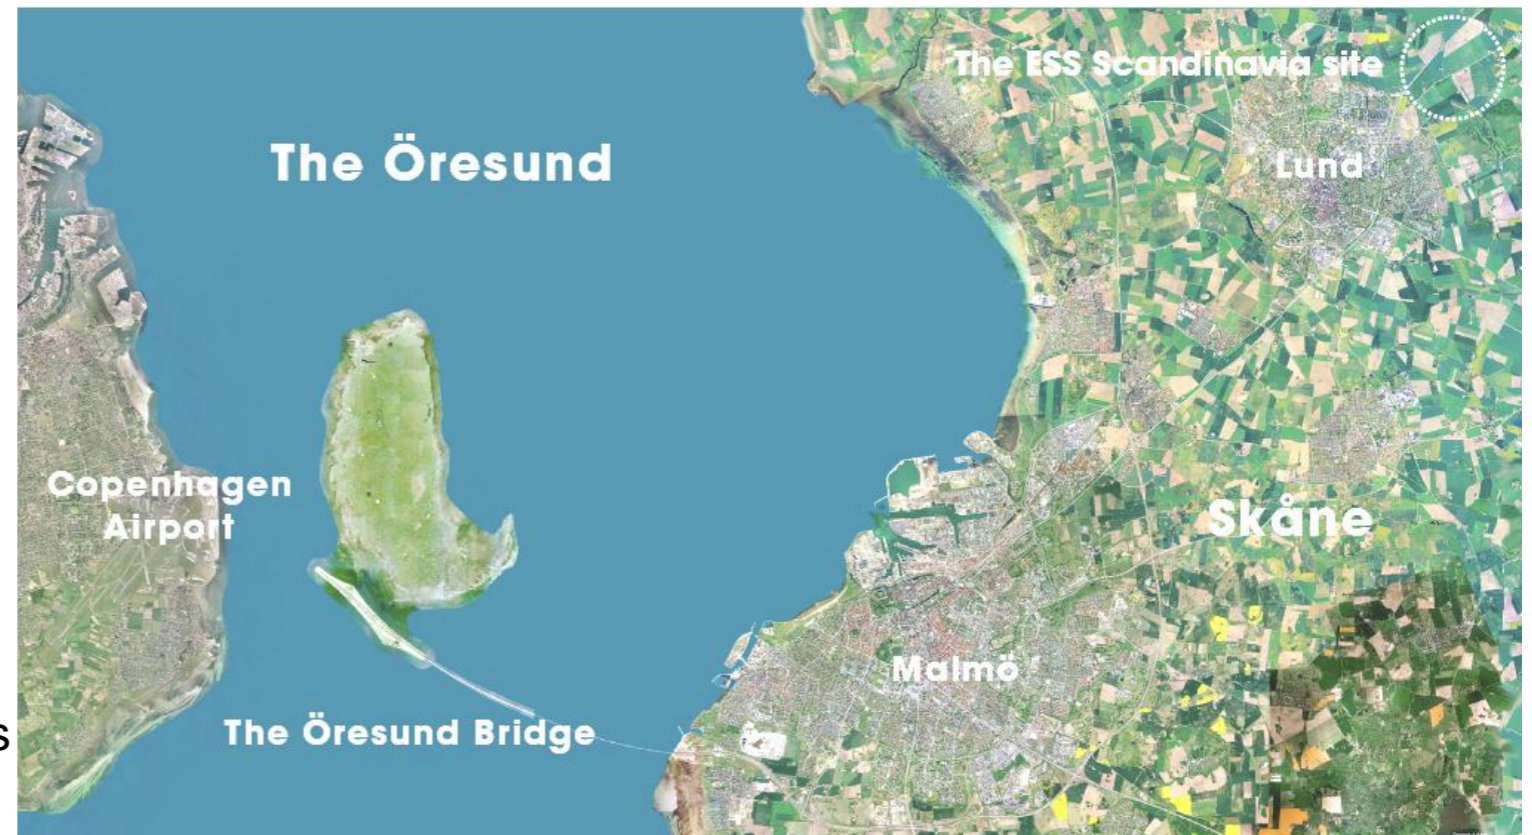 The ESS Scandinavia site
The Öresund
Lund
Copenhagen
Airport
Skåne
Malmö
The Öresund Bridge
s